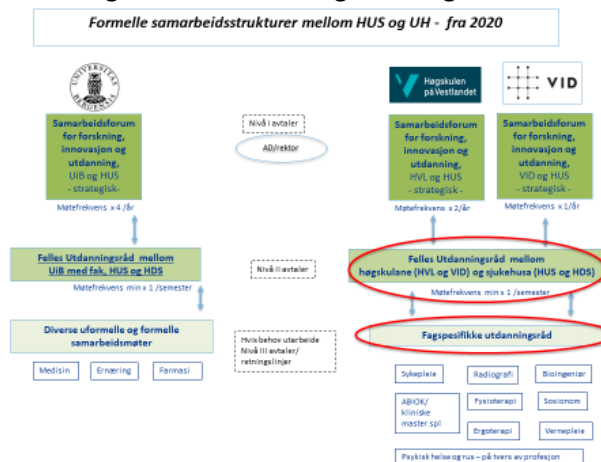 Formelle samarbeidsstrukturer mellom HUS og UH - fra 2020
UNIVERSITAS
BERGENSIS
Samarbeidsforum
for forskning,
innovasjon og
utdanning,
UiB og HUS
- strategisk-
Møtefrekvens x 4 /år
Felles Utdanningsråd mellom
UiB med fak, HUS og HDS
Møtefrekvens min x 1 /semester
Diverse uformelle og formelle
samarbeidsmøter
Medisin
Ernæring
Farmasi
Nivå I avtaler
AD/rektor
Nivå II avtaler
Hvis behov utarbeide
Nivå III avtaler/
retningslinjer
Høgskulen
på Vestlandet
VID
Samarbeidsforum
for forskning,
innovasjon og
utdanning,
HVL og HUS
- strategisk-
Møtefrekvens x 2/år
Samarbeidsforum
for forskning,
innovasjon og
utdanning,
VID og HUS
- strategisk-
Møtefrekvens x 1/år
Felles Utdanningsråd mellom
høgskulane (HVL og VID) og sjukehusa (HUS og HDS)
Møtefrekvens min x 1 /semester
Fagspesifikke utdanningsråd
Sykepleie
Radiografi
Bioingeniør
ABIOK/
kliniske
master spl
Fysioterapi
Sosionom
Ergoterapi
Vernepleie
Psykisk helse og rus – på tvers av profesjon